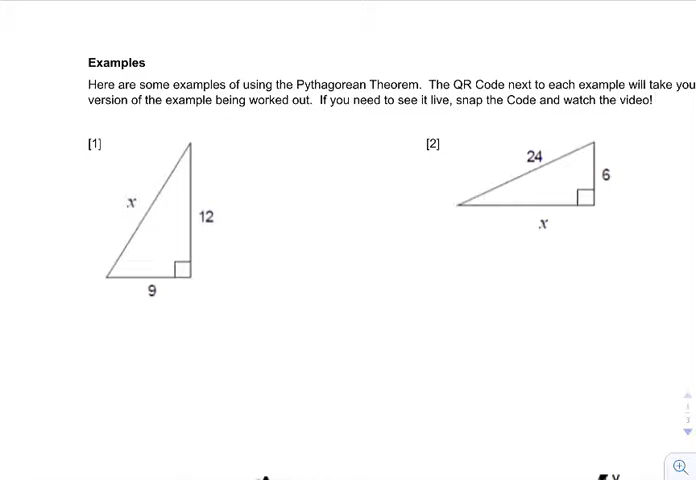 Examples
Here are some examples of using the Pythagorean Theorem.  The QR Code next to each example will take you
version of the example being worked out.  If you need to see it live, snap the Code and watch the video!
[1]
[2]
24
6
x
12
x
9
1
3